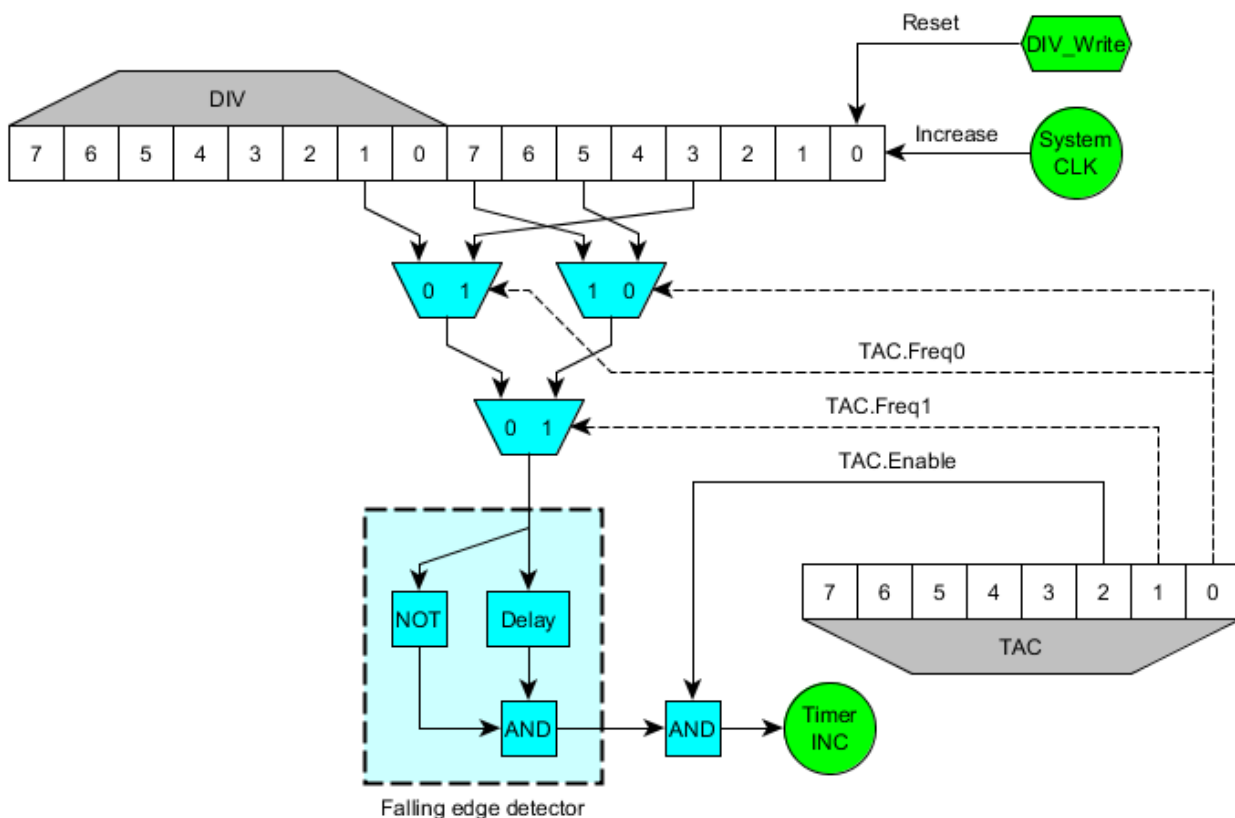 Reset
DIV_Write
DIV
7 6 5 4 3 2 1 0 7 6 5 4 3 2 1 0
Increase
System
CLK
0 1
1 0
TAC.Freq0
0 1
TAC.Freq1
TAC.Enable
7 6 5 4 3 2 1 0
TAC
NOT
Delay
AND
AND
Timer
INC
Falling edge detector